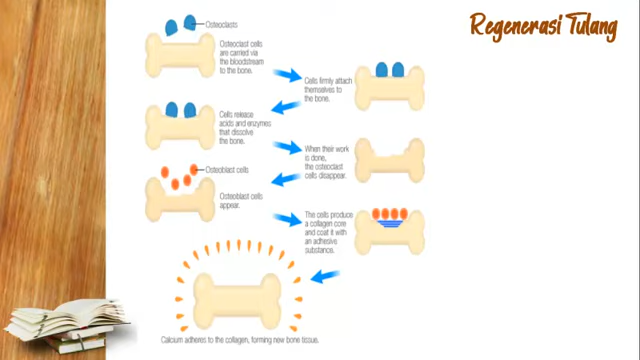 Regenerasi Tulang
Osteoclasts
Osteoclast cells
are carried via
the bloodstream
to the bone.
Cells firmly attach
themselves to
the bone.
Cells release
acids and enzymes
that dissolve
the bone.
When their work
is done,
the osteoclast
cells disappear.
Osteoblast cells
Osteoblast cells
appear.
The cells produce
a collagen core
and coat it with
an adhesive
substance.
Calcium adheres to the collagen, forming new bone tissue.